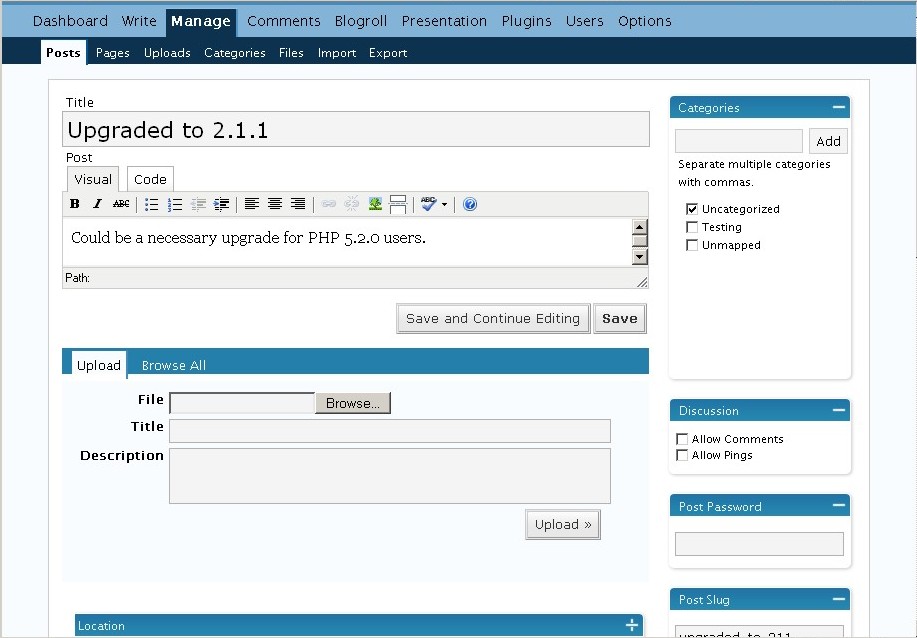 Dashboard Write Manage Comments Blogroll Presentation Plugins Users Options
Posts Pages Uploads Categories Files Import Export
Title
Upgraded to 2.1.1
Post
Visual Code
B I ABC ABC ?
Could be a necessary upgrade for PHP 5.2.0 users.
Path:
Save and Continue Editing Save
Upload Browse All
File Browse...
Title
Description
Upload »
Location
Categories
Add
Separate multiple categories
with commas.
Uncategorized
Testing
Unmapped
Discussion
Allow Comments
Allow Pings
Post Password
Post Slug
upgraded-to-211